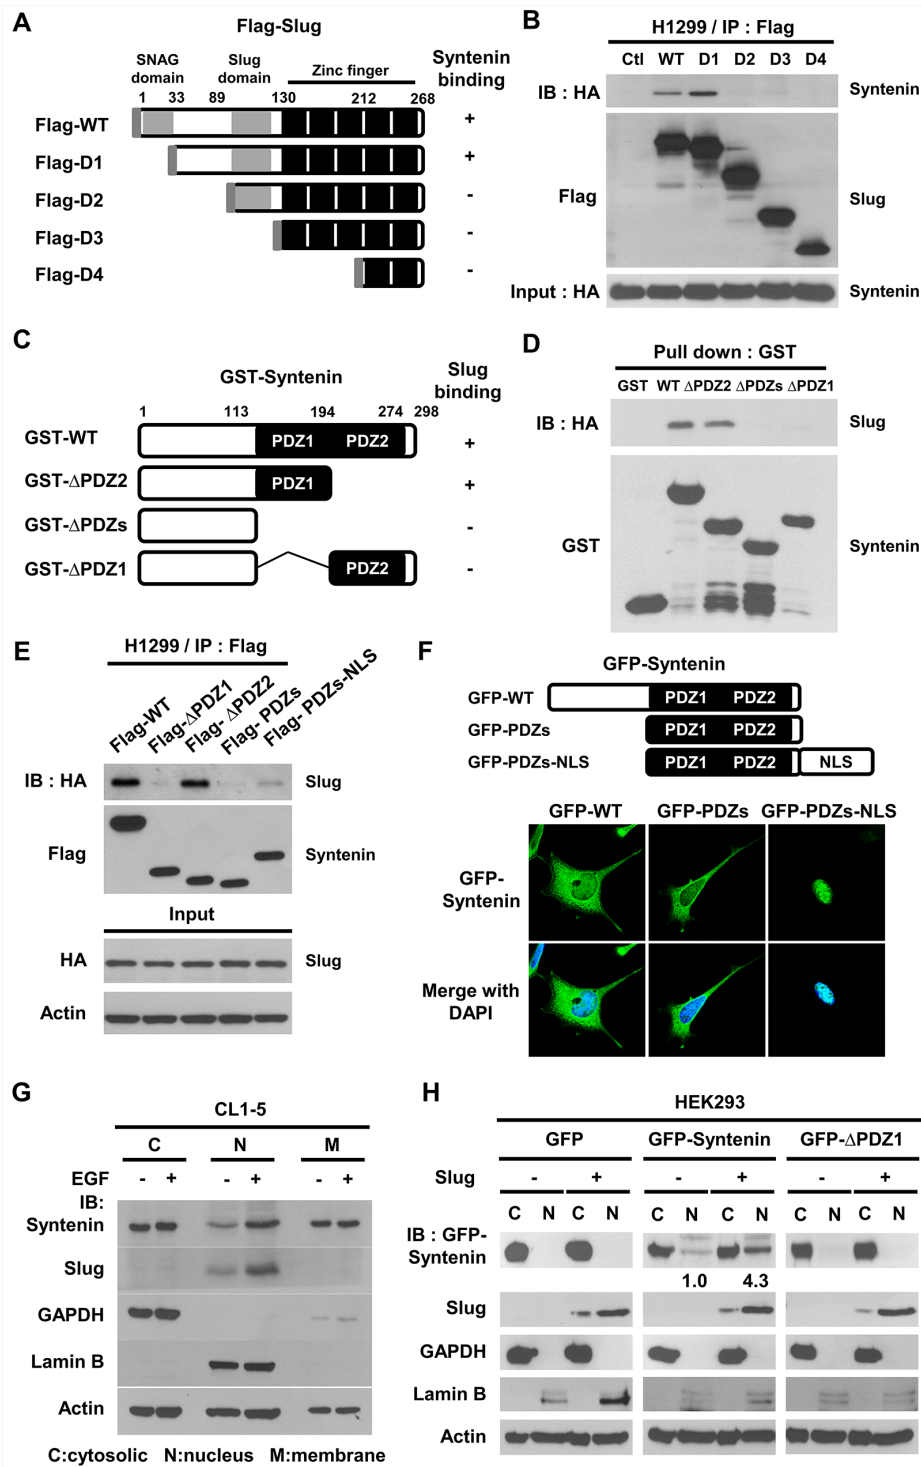 A
Flag-Slug
SNAG domain
Slug domain
Zinc finger
Syntenin binding
1 33 89 130 212 268
Flag-WT +
Flag-D1 +
Flag-D2 -
Flag-D3 -
Flag-D4 -
B
H1299 / IP : Flag
Ctl WT D1 D2 D3 D4
IB : HA Syntenin
Flag Slug
Input : HA Syntenin
C
GST-Syntenin
Slug binding
1 113 194 274 298
GST-WT PDZ1 PDZ2 +
GST-ΔPDZ2 PDZ1 +
GST-ΔPDZs -
GST-ΔPDZ1 PDZ2 -
D
Pull down : GST
GST WT ΔPDZ2 ΔPDZs ΔPDZ1
IB : HA Slug
GST Syntenin
E
H1299 / IP : Flag
Flag-WT
Flag-ΔPDZ1
Flag- ΔPDZ2
Flag- PDZs
Flag- PDZs-NLS
IB : HA Slug
Flag Syntenin
Input
HA Slug
Actin
F
GFP-Syntenin
GFP-WT PDZ1 PDZ2
GFP-PDZs PDZ1 PDZ2
GFP-PDZs-NLS PDZ1 PDZ2 NLS
GFP-WT GFP-PDZs GFP-PDZs-NLS
GFP-
Syntenin
Merge with
DAPI
G
CL1-5
C N M
EGF - + - + - +
IB:
Syntenin
Slug
GAPDH
Lamin B
Actin
C:cytosolic N:nucleus M:membrane
H
HEK293
GFP GFP-Syntenin GFP-ΔPDZ1
Slug - + - + - +
C N C N C N C N C N C N
IB : GFP-
Syntenin
1.0 4.3
Slug
GAPDH
Lamin B
Actin